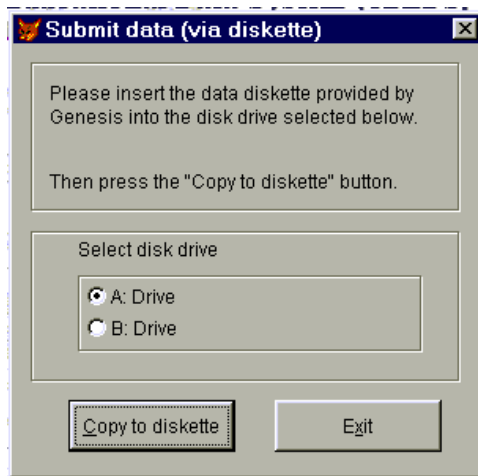 Submit data (via diskette)
Please insert the data diskette provided by
Genesis into the disk drive selected below.
Then press the "Copy to diskette" button.
Select disk drive
A: Drive
B: Drive
Copy to diskette
Exit